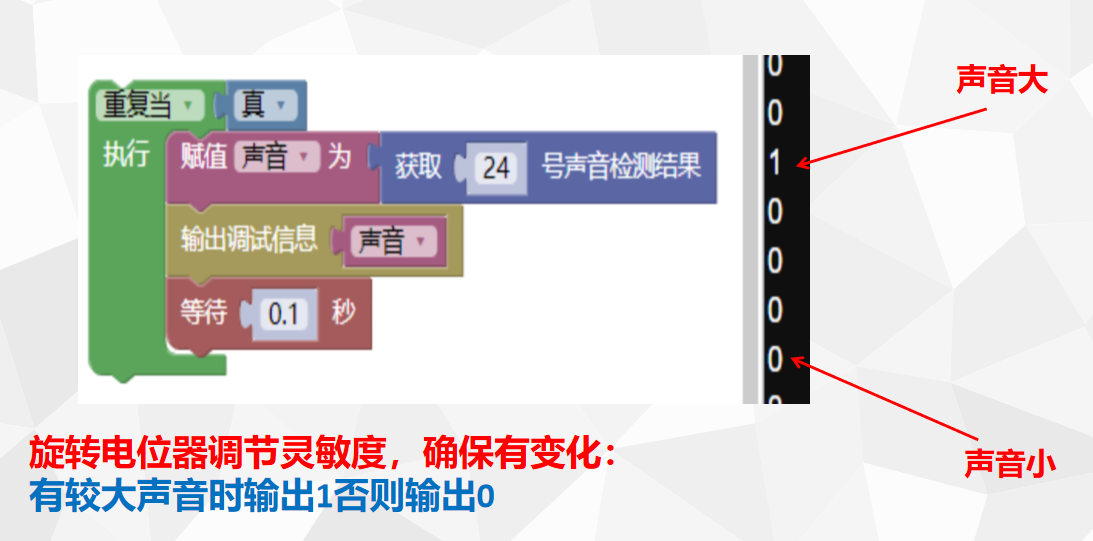 重复当 真
执行 赋值 声音 为 获取 24 号声音检测结果
输出调试信息 声音
等待 0.1 秒
0
0
1
0
0
0
0
声音大
声音小
旋转电位器调节灵敏度，确保有变化：
有较大声音时输出1否则输出0